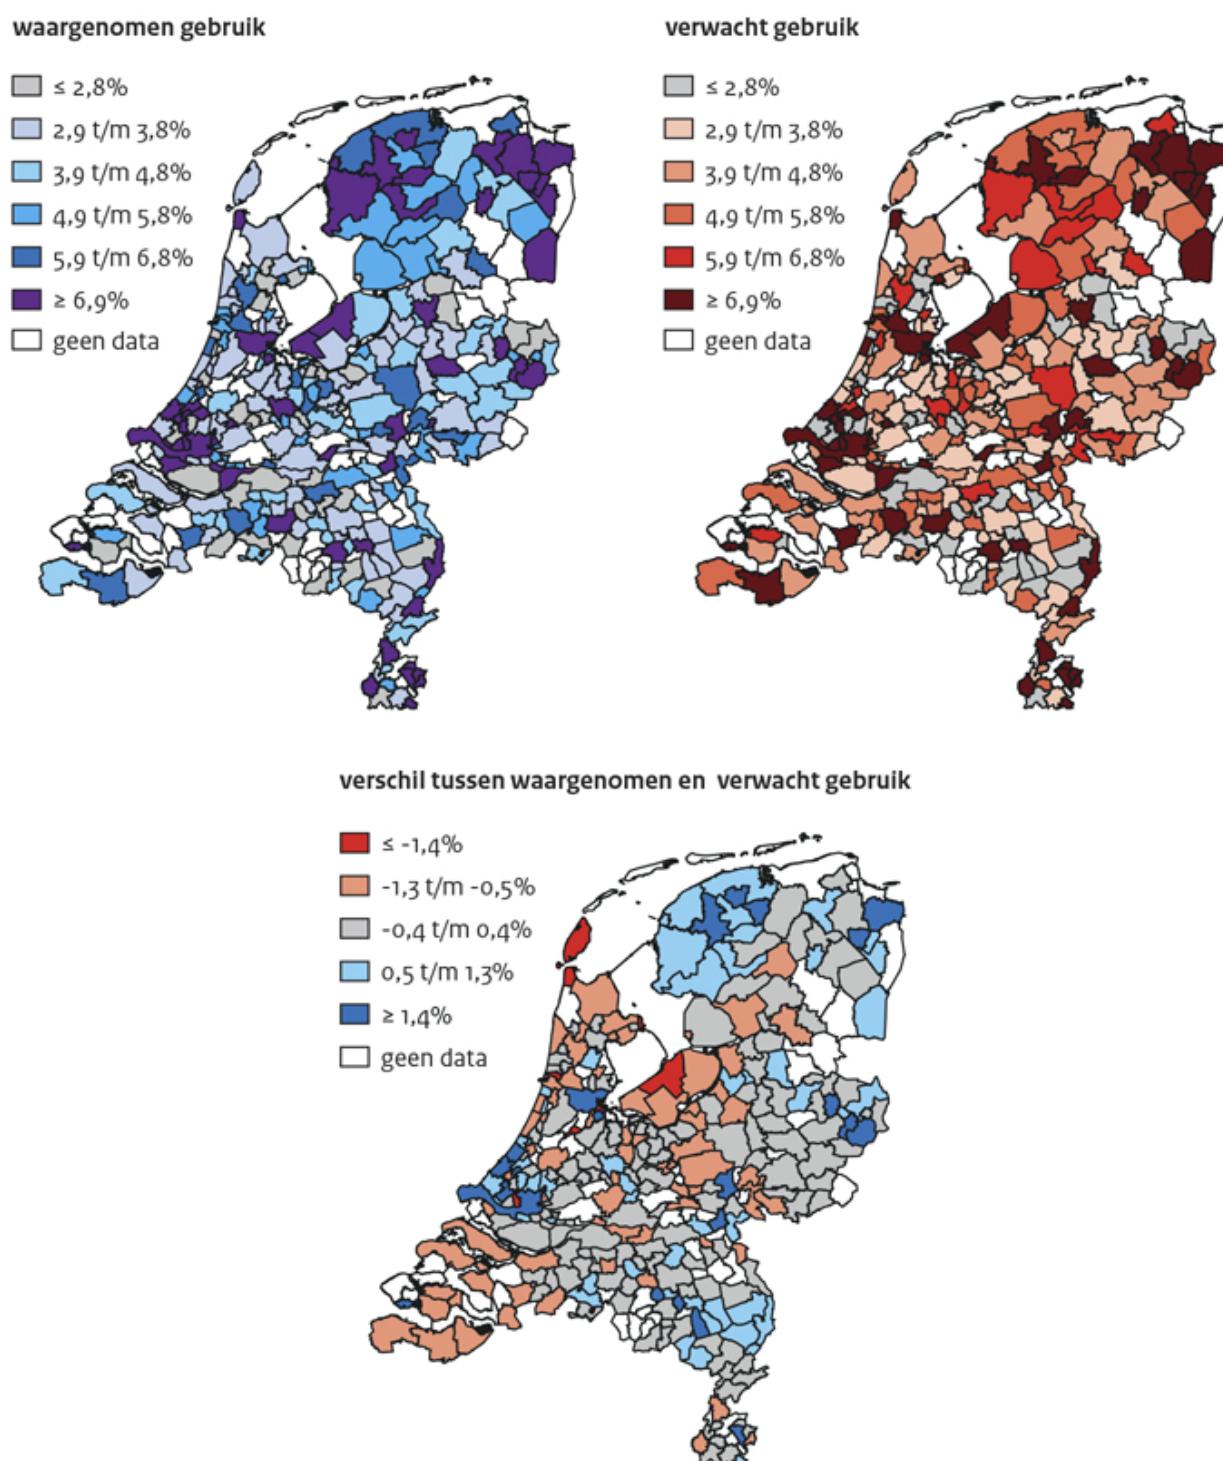 waargenomen gebruik
≤ 2,8%
2,9 t/m 3,8%
3,9 t/m 4,8%
4,9 t/m 5,8%
5,9 t/m 6,8%
≥ 6,9%
geen data
verwacht gebruik
≤ 2,8%
2,9 t/m 3,8%
3,9 t/m 4,8%
4,9 t/m 5,8%
5,9 t/m 6,8%
≥ 6,9%
geen data
verschil tussen waargenomen en verwacht gebruik
≤ -1,4%
-1,3 t/m -0,5%
-0,4 t/m 0,4%
0,5 t/m 1,3%
≥ 1,4%
geen data